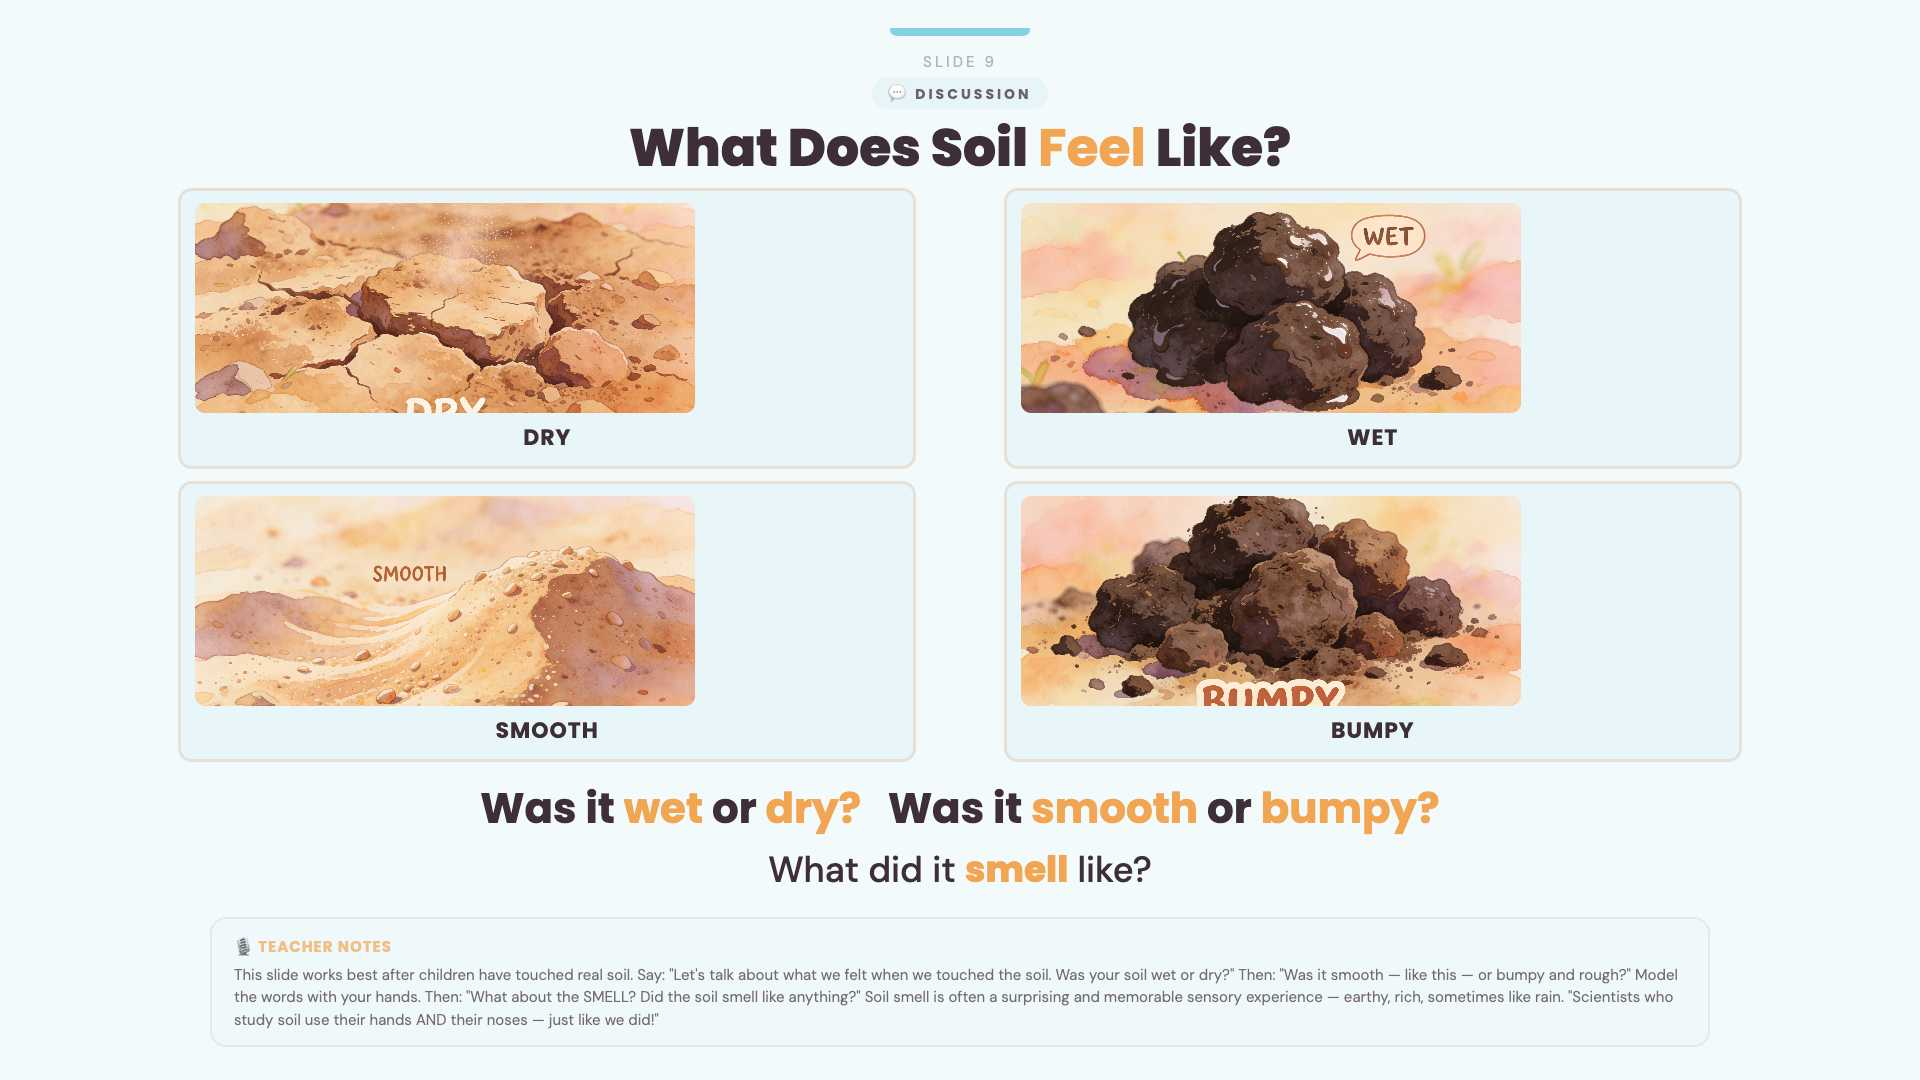 SLIDE 9
💬 DISCUSSION
What Does Soil Feel Like?
DRY
DRY
WET
WET
SMOOTH
SMOOTH
BUMPY
BUMPY
Was it wet or dry? Was it smooth or bumpy?
What did it smell like?
🎙️ TEACHER NOTES
This slide works best after children have touched real soil. Say: "Let's talk about what we felt when we touched the soil. Was your soil wet or dry?" Then: "Was it smooth — like this — or bumpy and rough?" Model
the words with your hands. Then: "What about the SMELL? Did the soil smell like anything?" Soil smell is often a surprising and memorable sensory experience — earthy, rich, sometimes like rain. "Scientists who
study soil use their hands AND their noses — just like we did!"